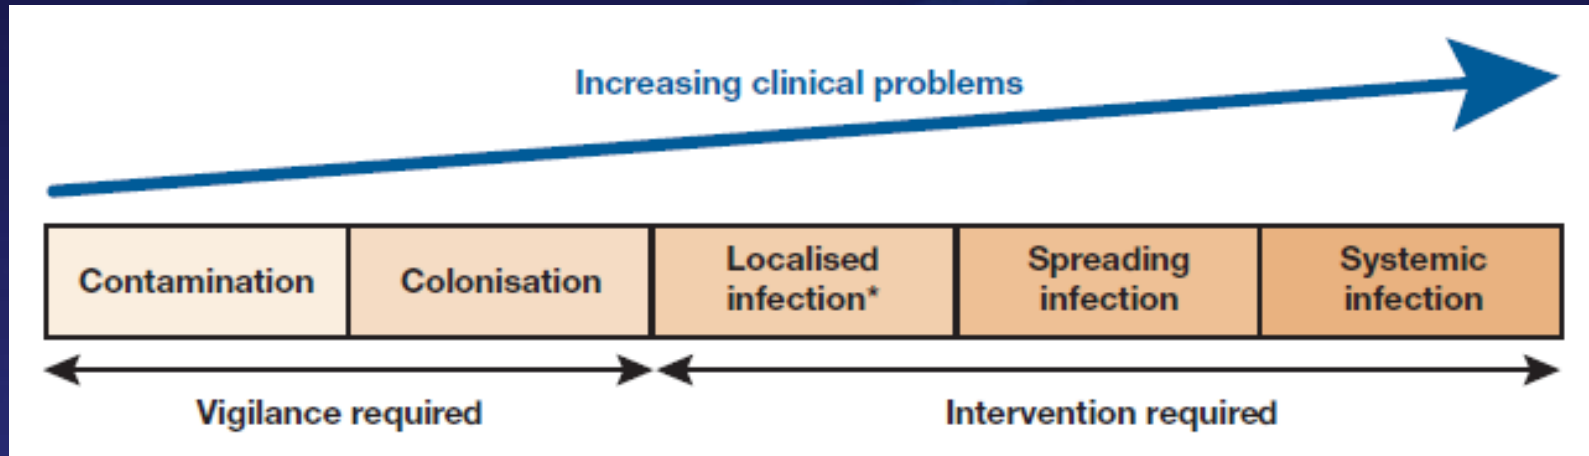 Increasing clinical problems
Contamination
Colonisation
Localised
infection*
Spreading
infection
Systemic
infection
Vigilance required
Intervention required